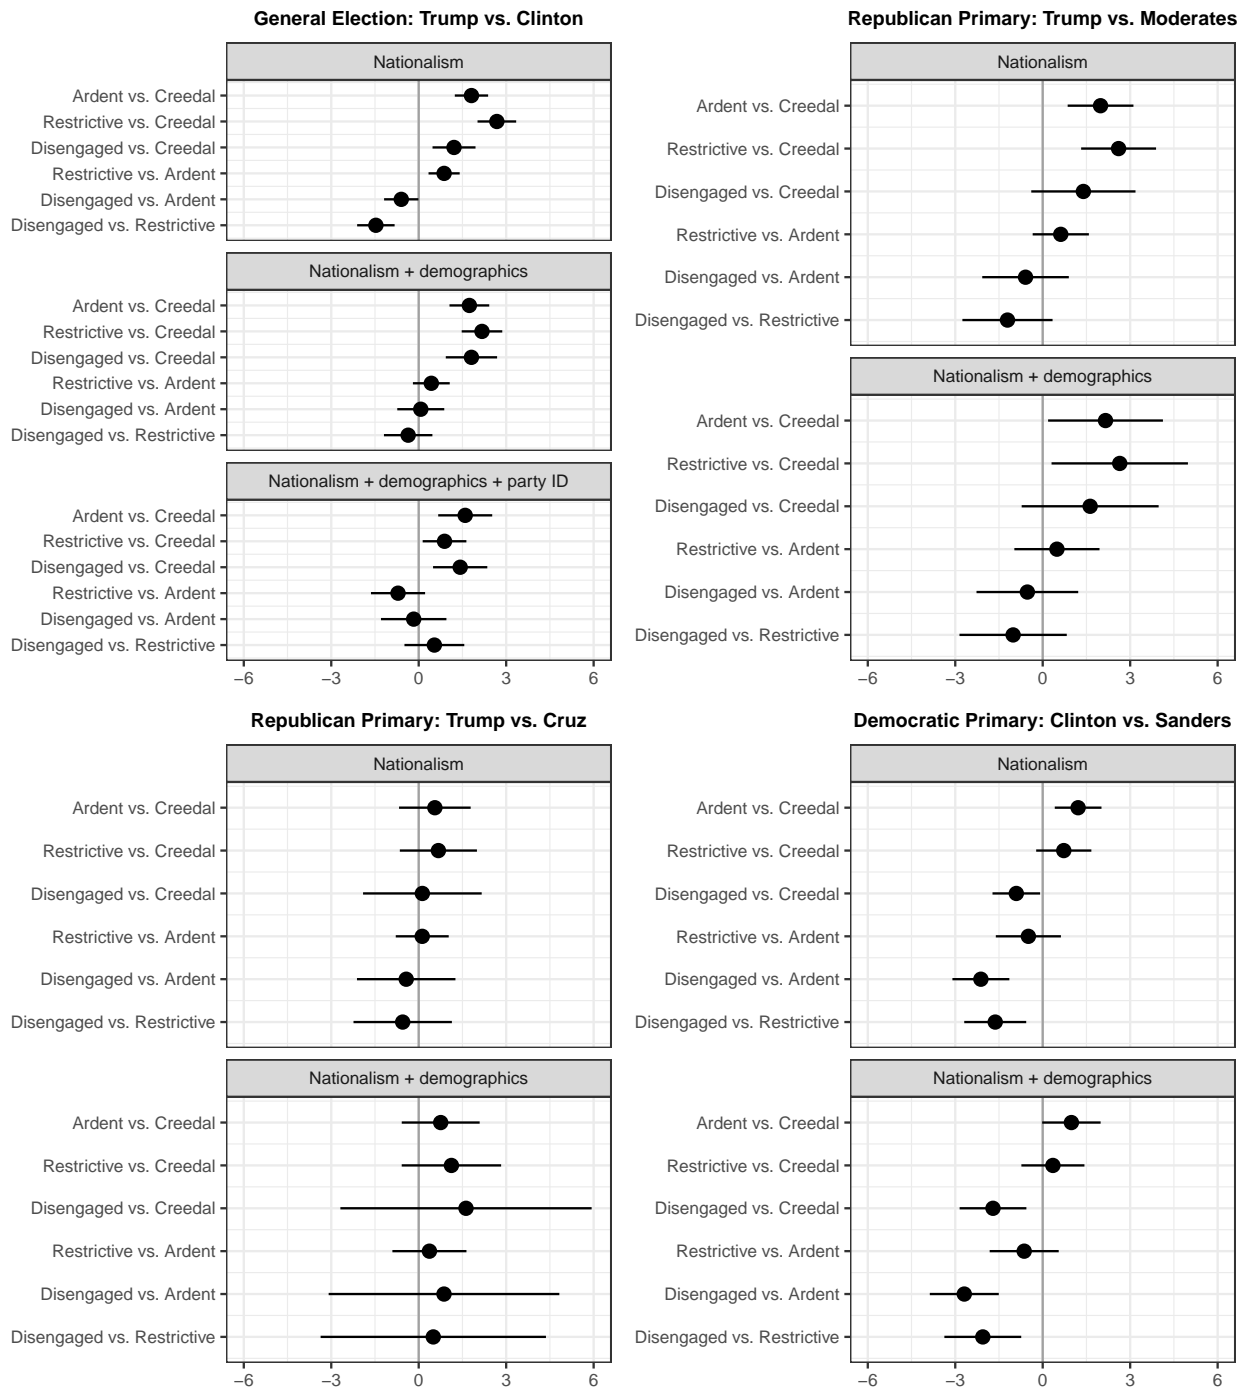 General Election: Trump vs. Clinton
Nationalism
Ardent vs. Creedal
Restrictive vs. Creedal
Disengaged vs. Creedal
Restrictive vs. Ardent
Disengaged vs. Ardent
Disengaged vs. Restrictive
Nationalism + demographics
Ardent vs. Creedal
Restrictive vs. Creedal
Disengaged vs. Creedal
Restrictive vs. Ardent
Disengaged vs. Ardent
Disengaged vs. Restrictive
Nationalism + demographics + party ID
Ardent vs. Creedal
Restrictive vs. Creedal
Disengaged vs. Creedal
Restrictive vs. Ardent
Disengaged vs. Ardent
Disengaged vs. Restrictive
−6 −3 0 3 6
Republican Primary: Trump vs. Moderates
Nationalism
Ardent vs. Creedal
Restrictive vs. Creedal
Disengaged vs. Creedal
Restrictive vs. Ardent
Disengaged vs. Ardent
Disengaged vs. Restrictive
Nationalism + demographics
Ardent vs. Creedal
Restrictive vs. Creedal
Disengaged vs. Creedal
Restrictive vs. Ardent
Disengaged vs. Ardent
Disengaged vs. Restrictive
−6 −3 0 3 6
Republican Primary: Trump vs. Cruz
Nationalism
Ardent vs. Creedal
Restrictive vs. Creedal
Disengaged vs. Creedal
Restrictive vs. Ardent
Disengaged vs. Ardent
Disengaged vs. Restrictive
Nationalism + demographics
Ardent vs. Creedal
Restrictive vs. Creedal
Disengaged vs. Creedal
Restrictive vs. Ardent
Disengaged vs. Ardent
Disengaged vs. Restrictive
−6 −3 0 3 6
Democratic Primary: Clinton vs. Sanders
Nationalism
Ardent vs. Creedal
Restrictive vs. Creedal
Disengaged vs. Creedal
Restrictive vs. Ardent
Disengaged vs. Ardent
Disengaged vs. Restrictive
Nationalism + demographics
Ardent vs. Creedal
Restrictive vs. Creedal
Disengaged vs. Creedal
Restrictive vs. Ardent
Disengaged vs. Ardent
Disengaged vs. Restrictive
−6 −3 0 3 6